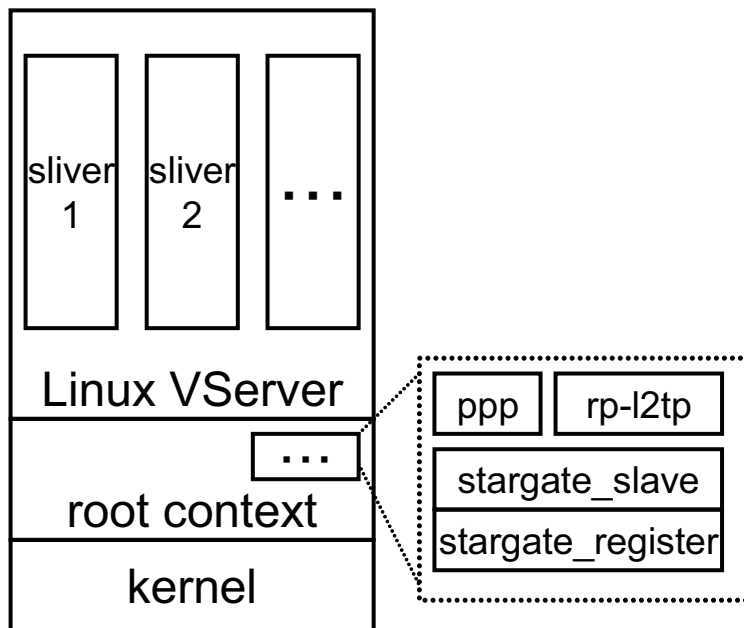 sliver
1
sliver
2
...
Linux VServer
...
root context
kernel
ppp
rp-l2tp
stargate_slave
stargate_register